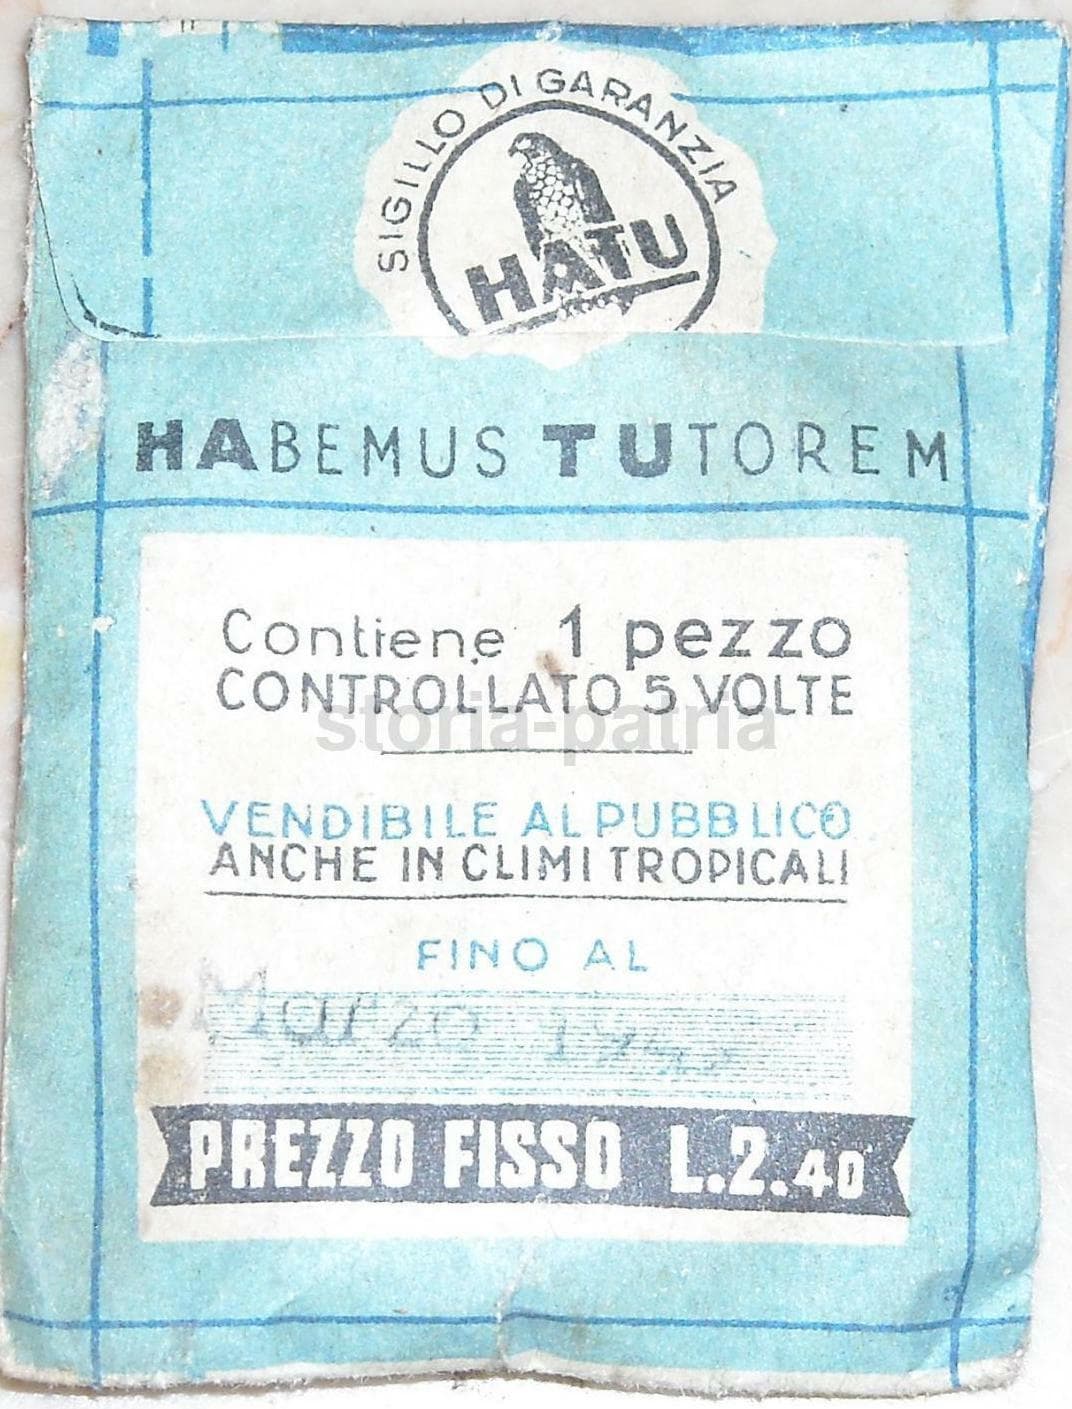 SIGILLO DI GARANZIA
HATU
HABEMUS TUTOREM
Contiene 1 pezzo
CONTROLLATO 5 VOLTE
storia-patria
VENDIBILE AL PUBBLICO
ANCHE IN CLIMI TROPICALI
FINO AL
Marzo
PREZZO FISSO L.2.40